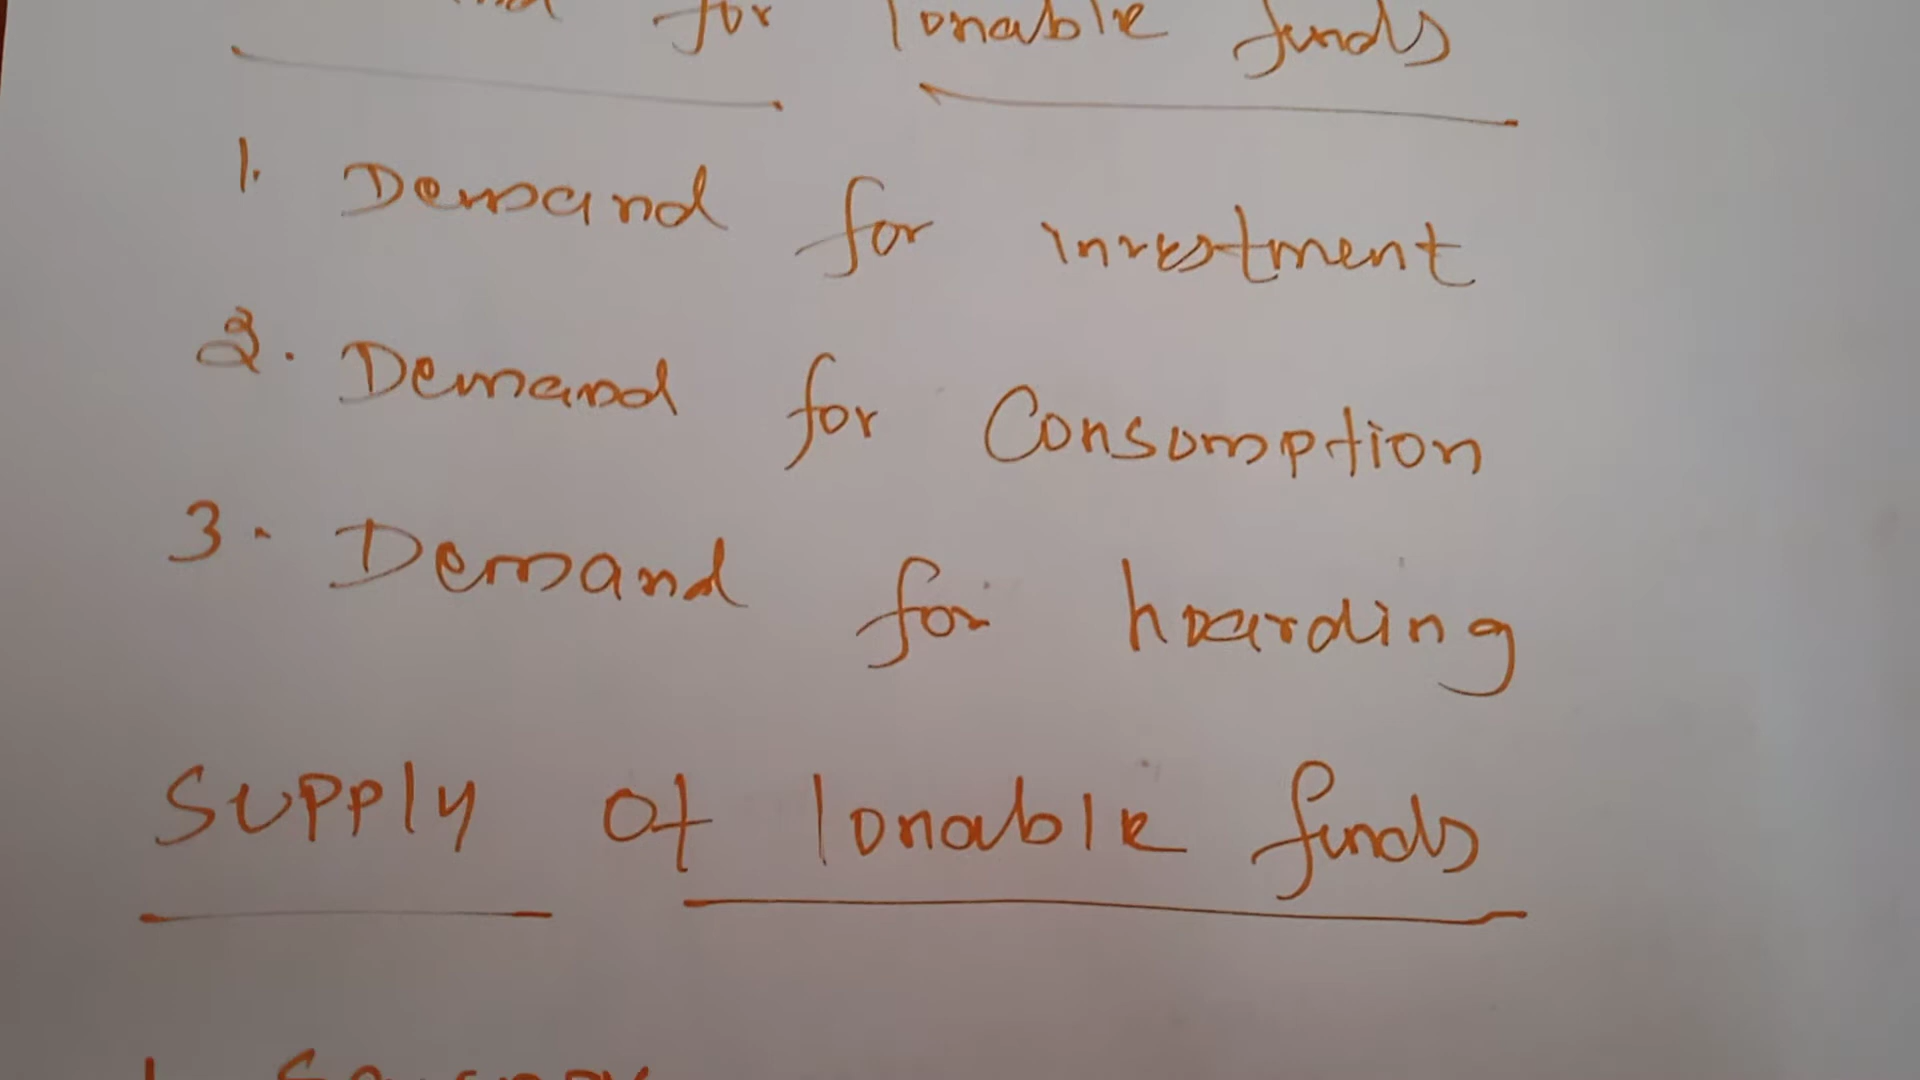 for lonable funds
1. Demand for investment
2. Demand for Consumption
3. Demand for hoarding
Supply of lonable funds
1.